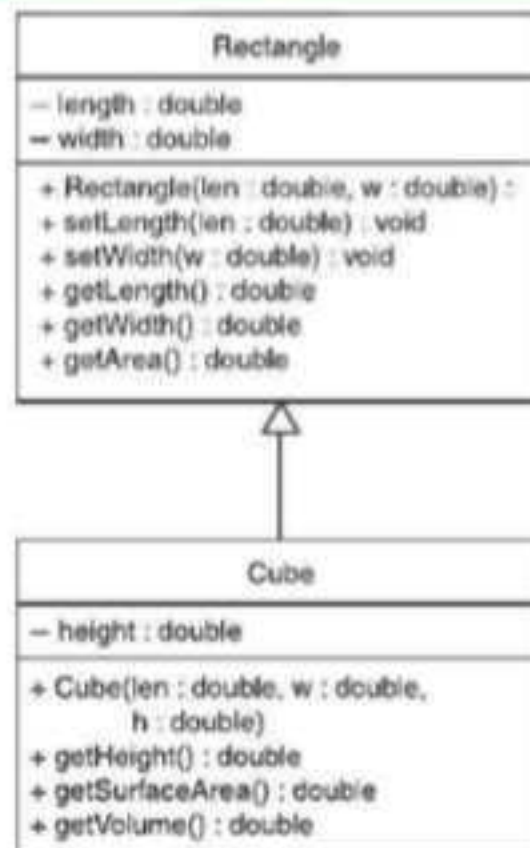 Rectangle
– length : double
– width : double
+ Rectangle(len : double, w : double) :
+ setLength(len : double) : void
+ setWidth(w : double) : void
+ getLength() : double
+ getWidth() : double
+ getArea() : double
Cube
– height : double
+ Cube(len : double, w : double,
h : double)
+ getHeight() : double
+ getSurfaceArea() : double
+ getVolume() : double